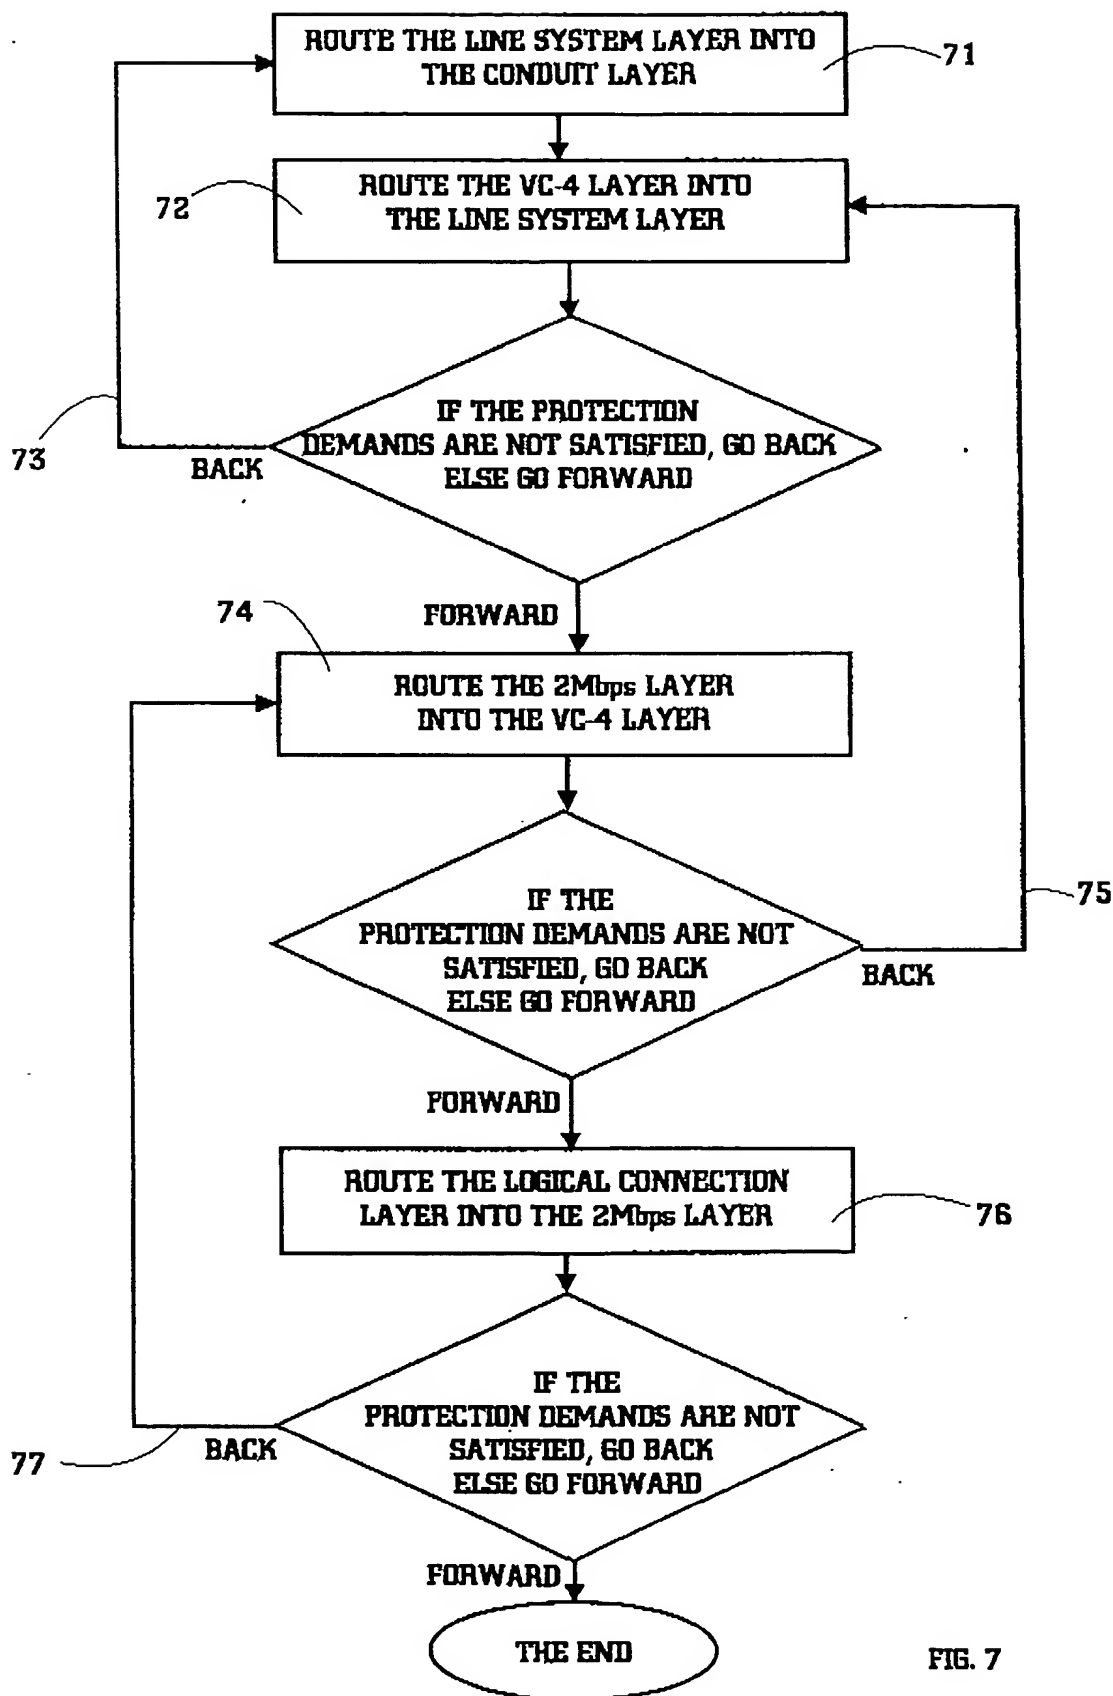 ROUTE THE LINE SYSTEM LAYER INTO
THE CONDUIT LAYER
71
ROUTE THE VC-4 LAYER INTO
THE LINE SYSTEM LAYER
72
IF THE PROTECTION
DEMANDS ARE NOT SATISFIED, GO BACK
ELSE GO FORWARD
73
BACK
FORWARD
74
ROUTE THE 2Mbps LAYER
INTO THE VC-4 LAYER
IF THE
PROTECTION DEMANDS ARE NOT
SATISFIED, GO BACK
ELSE GO FORWARD
75
BACK
FORWARD
ROUTE THE LOGICAL CONNECTION
LAYER INTO THE 2Mbps LAYER
76
IF THE
PROTECTION DEMANDS ARE NOT
SATISFIED, GO BACK
ELSE GO FORWARD
77
BACK
FORWARD
THE END
FIG. 7